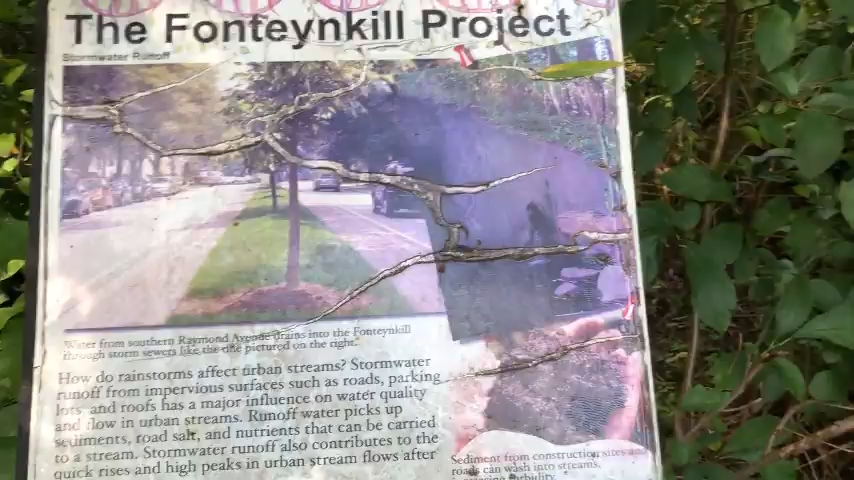 The Fonteynkill Project
Stormwater Runoff
Water from southern Raymond Avenue drains into the Fonteynkill
through storm sewers like the one pictured on the right.
How do rainstorms affect urban streams? Stormwater
runoff from impervious surfaces such as roads, parking
lots and roofs has a major influence on water quality
and flow in urban streams. Runoff water picks up
sediments, road salt, and nutrients that can be carried
to a stream. Stormwater runoff also contributes to the
quick rises and high peaks in urban stream flows after
Sediment from construction sites and
roads can wash into streams,
turbidity